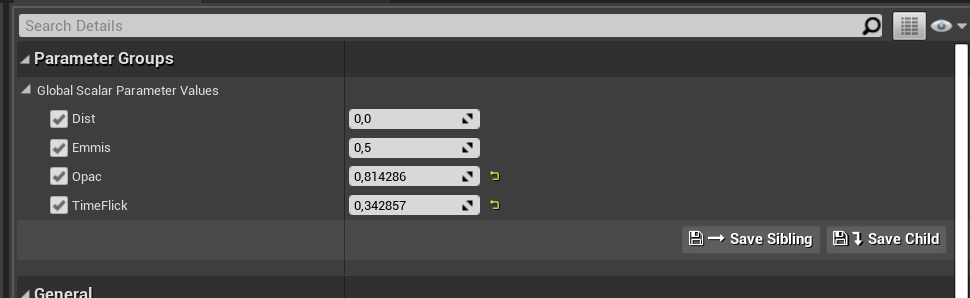 Search Details
Parameter Groups
Global Scalar Parameter Values
Dist 0,0
Emmis 0,5
Opac 0,814286
TimeFlick 0,342857
Save Sibling Save Child
General